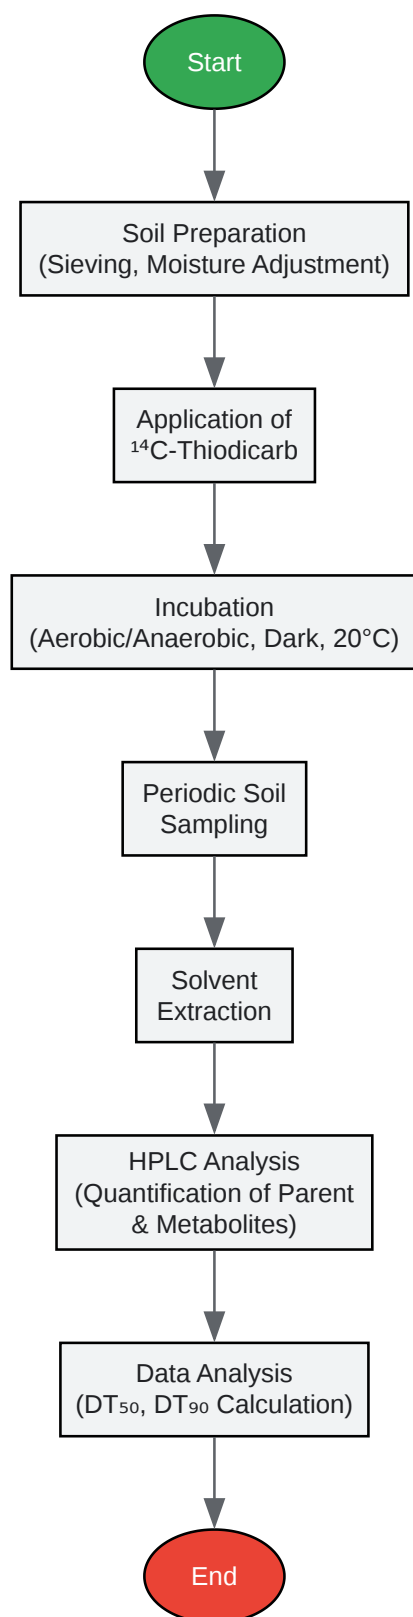 Start
Soil Preparation
(Sieving, Moisture Adjustment)
Application of
¹⁴C-Thiodicarb
Incubation
(Aerobic/Anaerobic, Dark, 20°C)
Periodic Soil
Sampling
Solvent
Extraction
HPLC Analysis
(Quantification of Parent
& Metabolites)
Data Analysis
(DT₅₀, DT₉₀ Calculation)
End